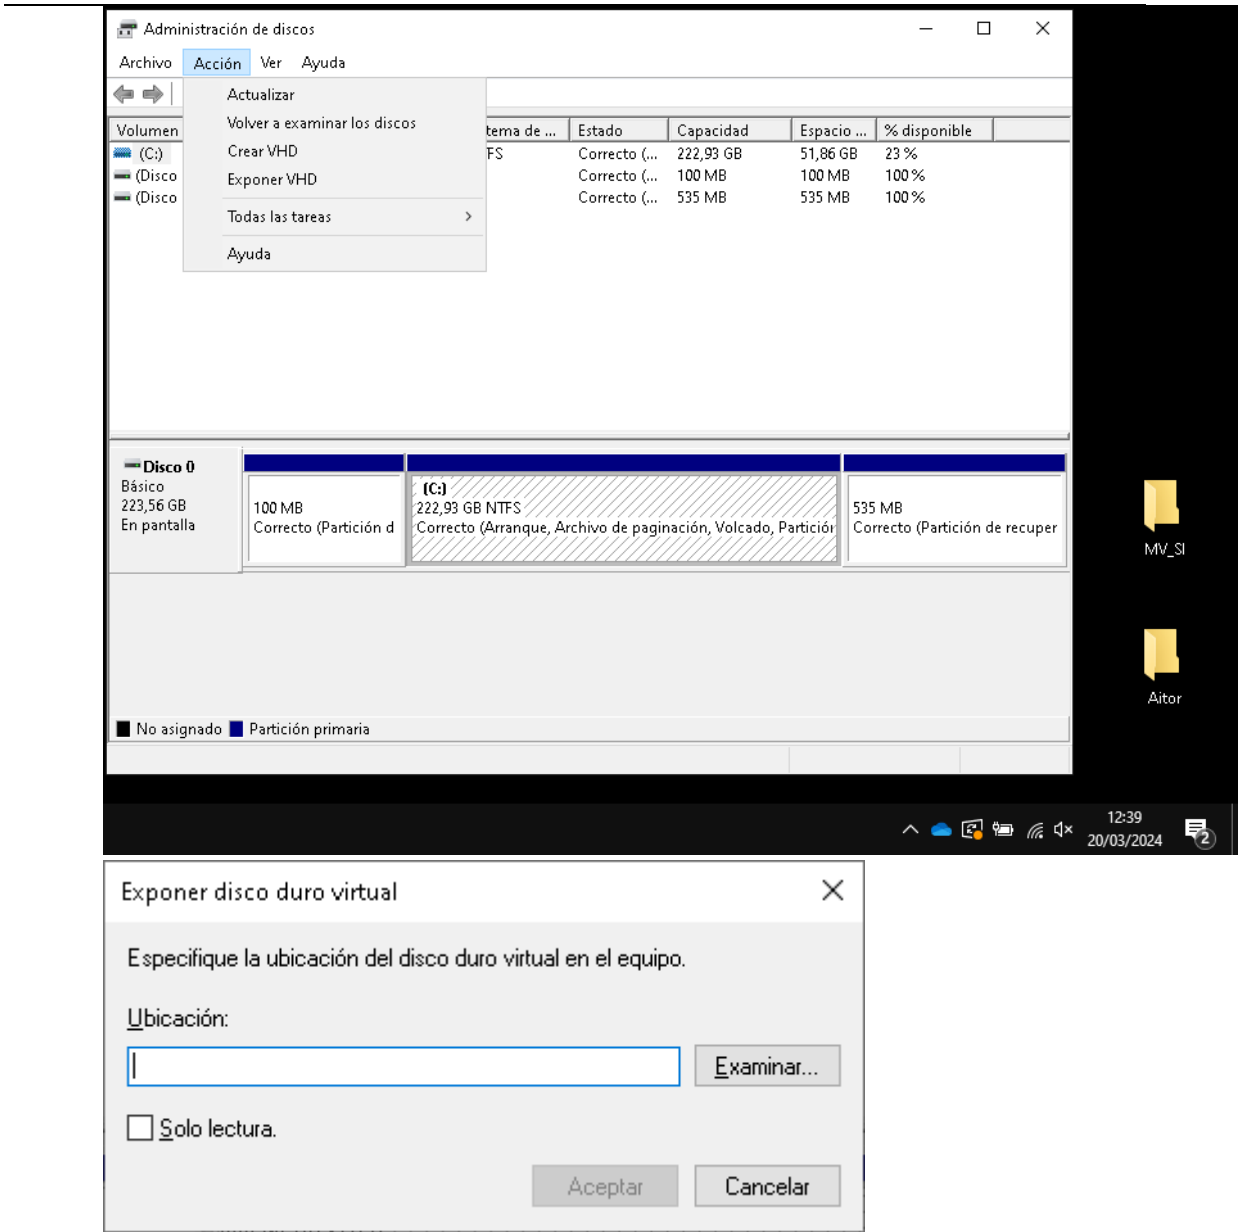 Administración de discos
Archivo Acción Ver Ayuda
Actualizar
Volver a examinar los discos
Crear VHD
Exponer VHD
Todas las tareas
Ayuda
Volumen tema de ... Estado Capacidad Espacio ... % disponible
(C:) FS Correcto (... 222,93 GB 51,86 GB 23 %
(Disco Correcto (... 100 MB 100 MB 100 %
(Disco Correcto (... 535 MB 535 MB 100 %
Disco 0
Básico
223,56 GB
En pantalla
100 MB
Correcto (Partición d
(C:)
222,93 GB NTFS
Correcto (Arranque, Archivo de paginación, Volcado, Partición
535 MB
Correcto (Partición de recuper
No asignado Partición primaria
MV_SI
Aitor
12:39
20/03/2024
2
Exponer disco duro virtual
Especifique la ubicación del disco duro virtual en el equipo.
Ubicación:
Examinar...
Solo lectura.
Aceptar Cancelar